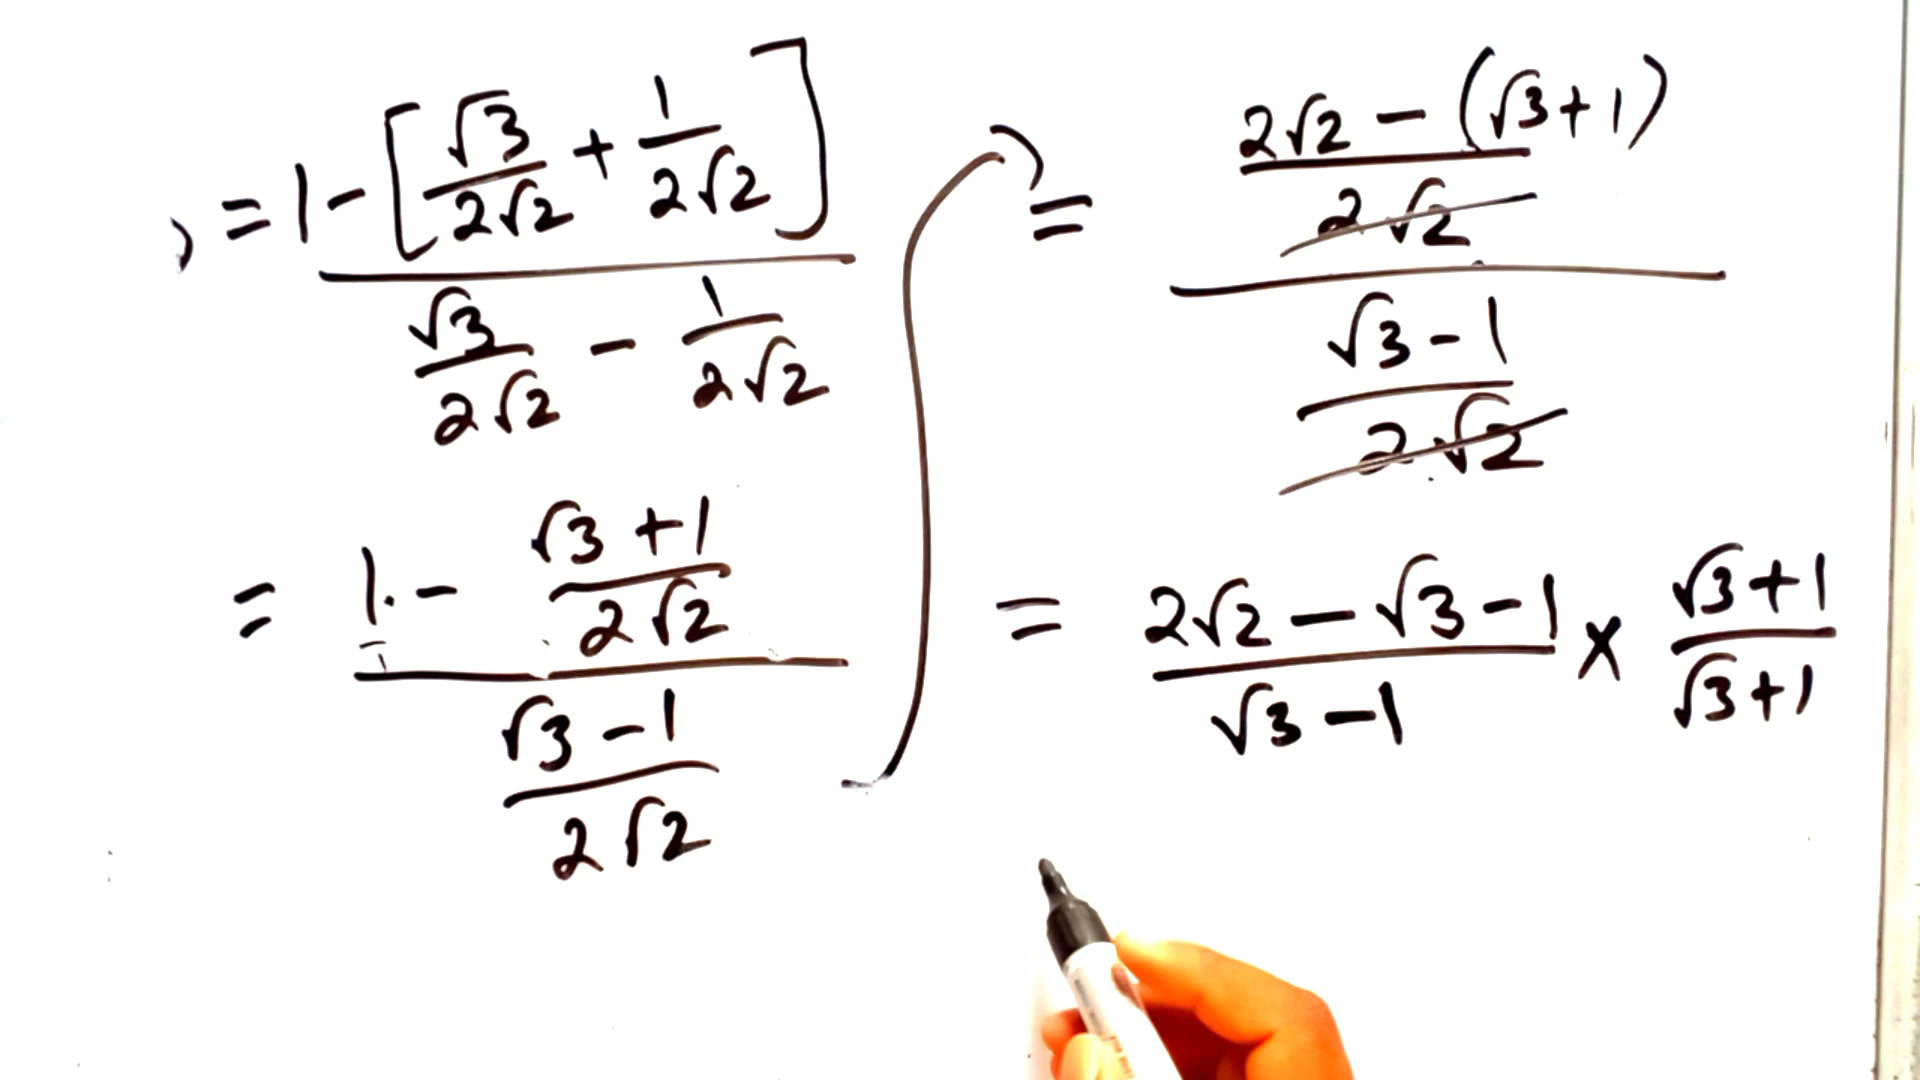 = 1 - [√3/2√2 + 1/2√2]
√3/2√2 - 1/2√2
= 1 - √3+1/2√2
√3-1/2√2
= 2√2 - (√3+1)
2√2
√3-1
2√2
= 2√2 - √3 - 1 / √3 - 1 × √3+1 / √3+1